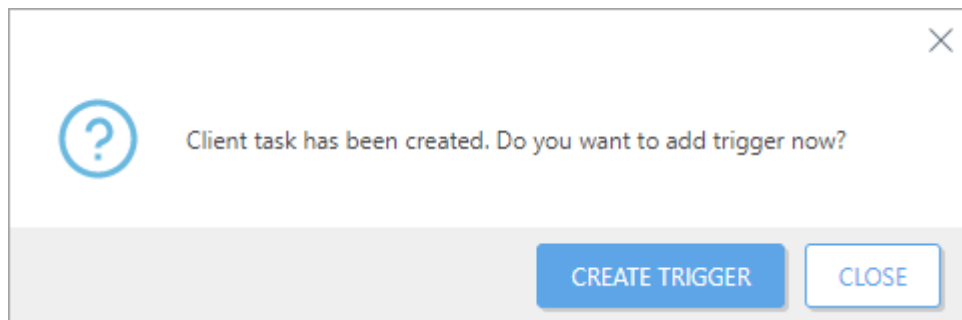 Client task has been created. Do you want to add trigger now?
CREATE TRIGGER
CLOSE